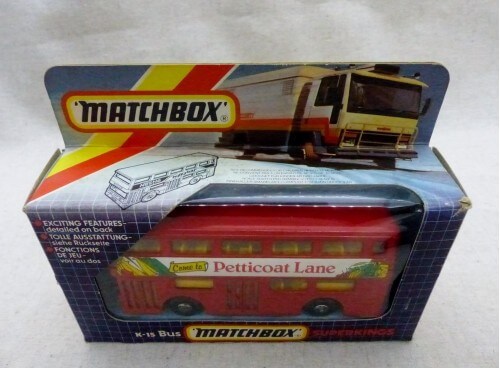 'MATCHBOX'®
■ EXCITING FEATURES-
detailed on back
■ TOLLE AUSSTATTUNG-
siehe Rückseite
■ FONCTIONS
DE JEU-
voir au dos
Come to Petticoat Lane
K-15 Bus MATCHBOX SUPERKINGS